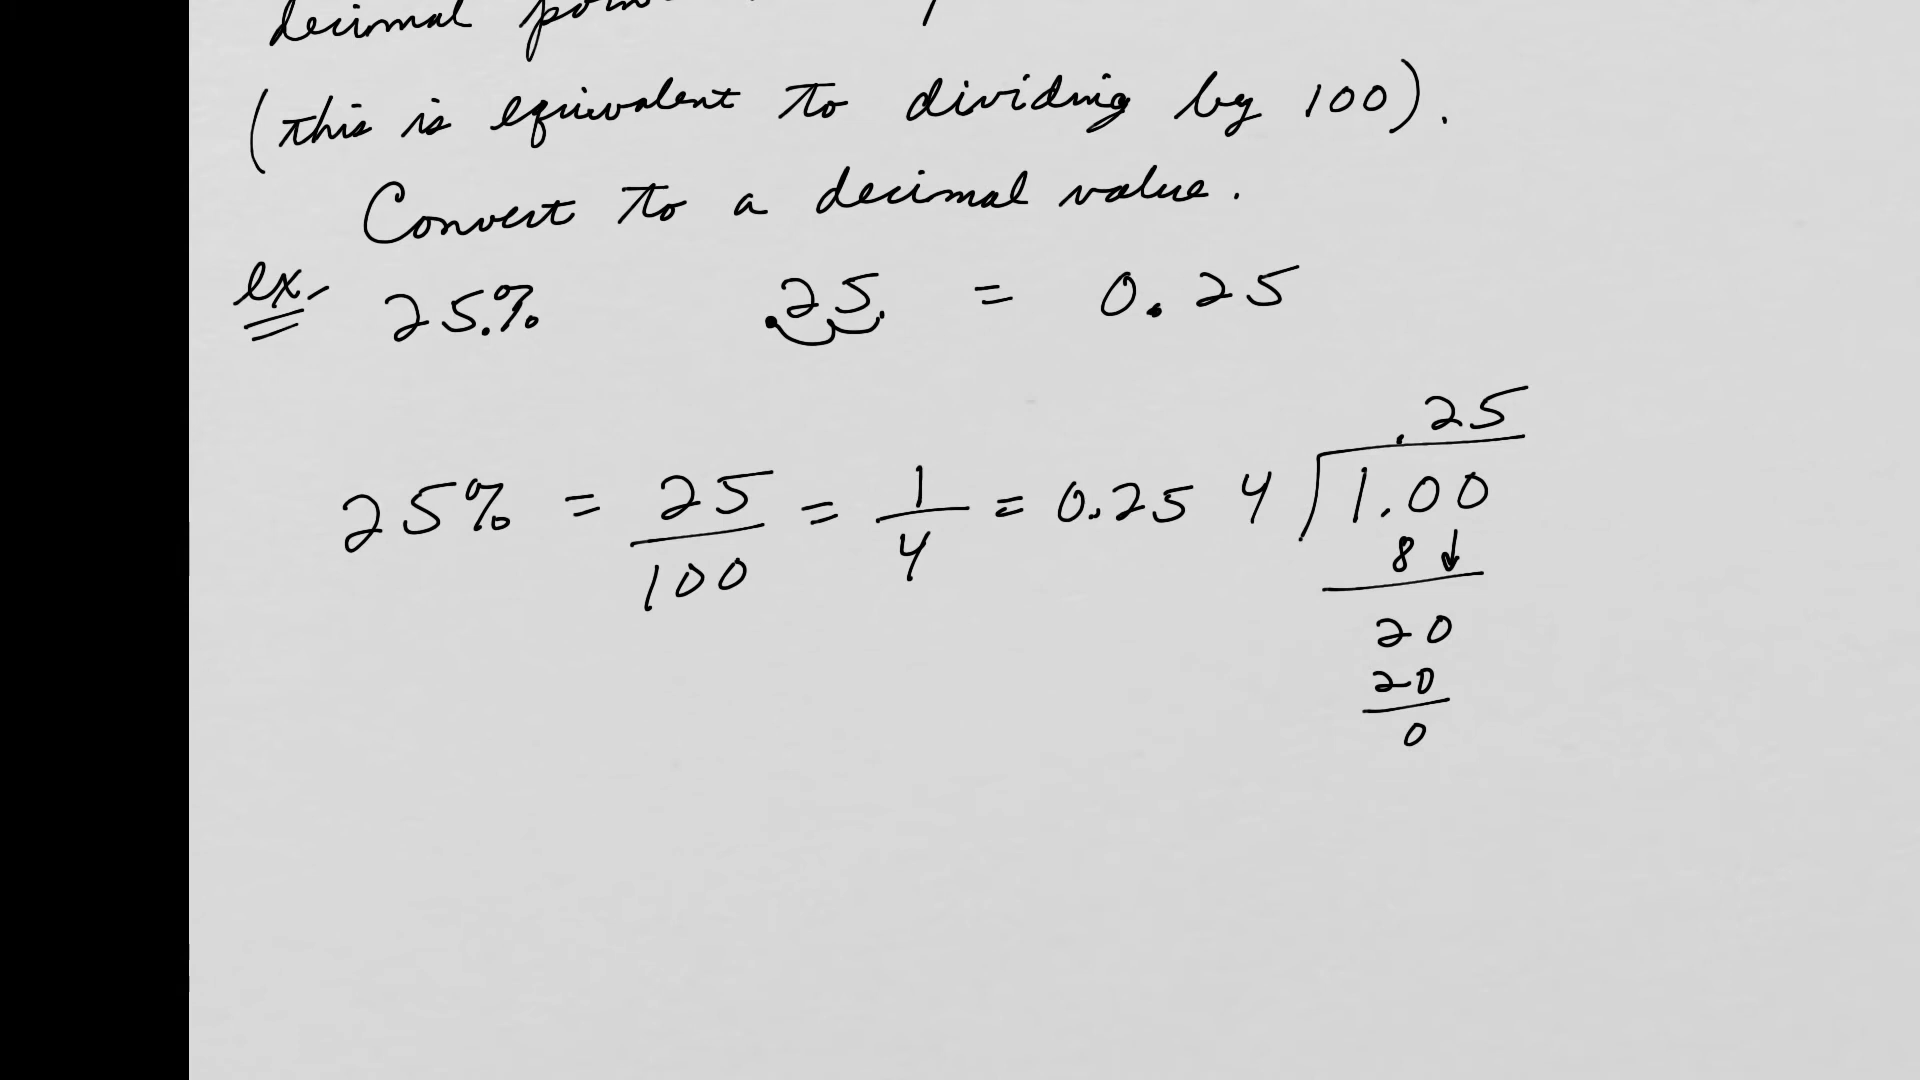 decimal
(this is equivalent to dividing by 100).
Convert to a decimal value.
ex. 25.% .25. = 0.25
.25
25% = 25/100 = 1/4 = 0.25 4 1.00
8 ↓
20
20
0